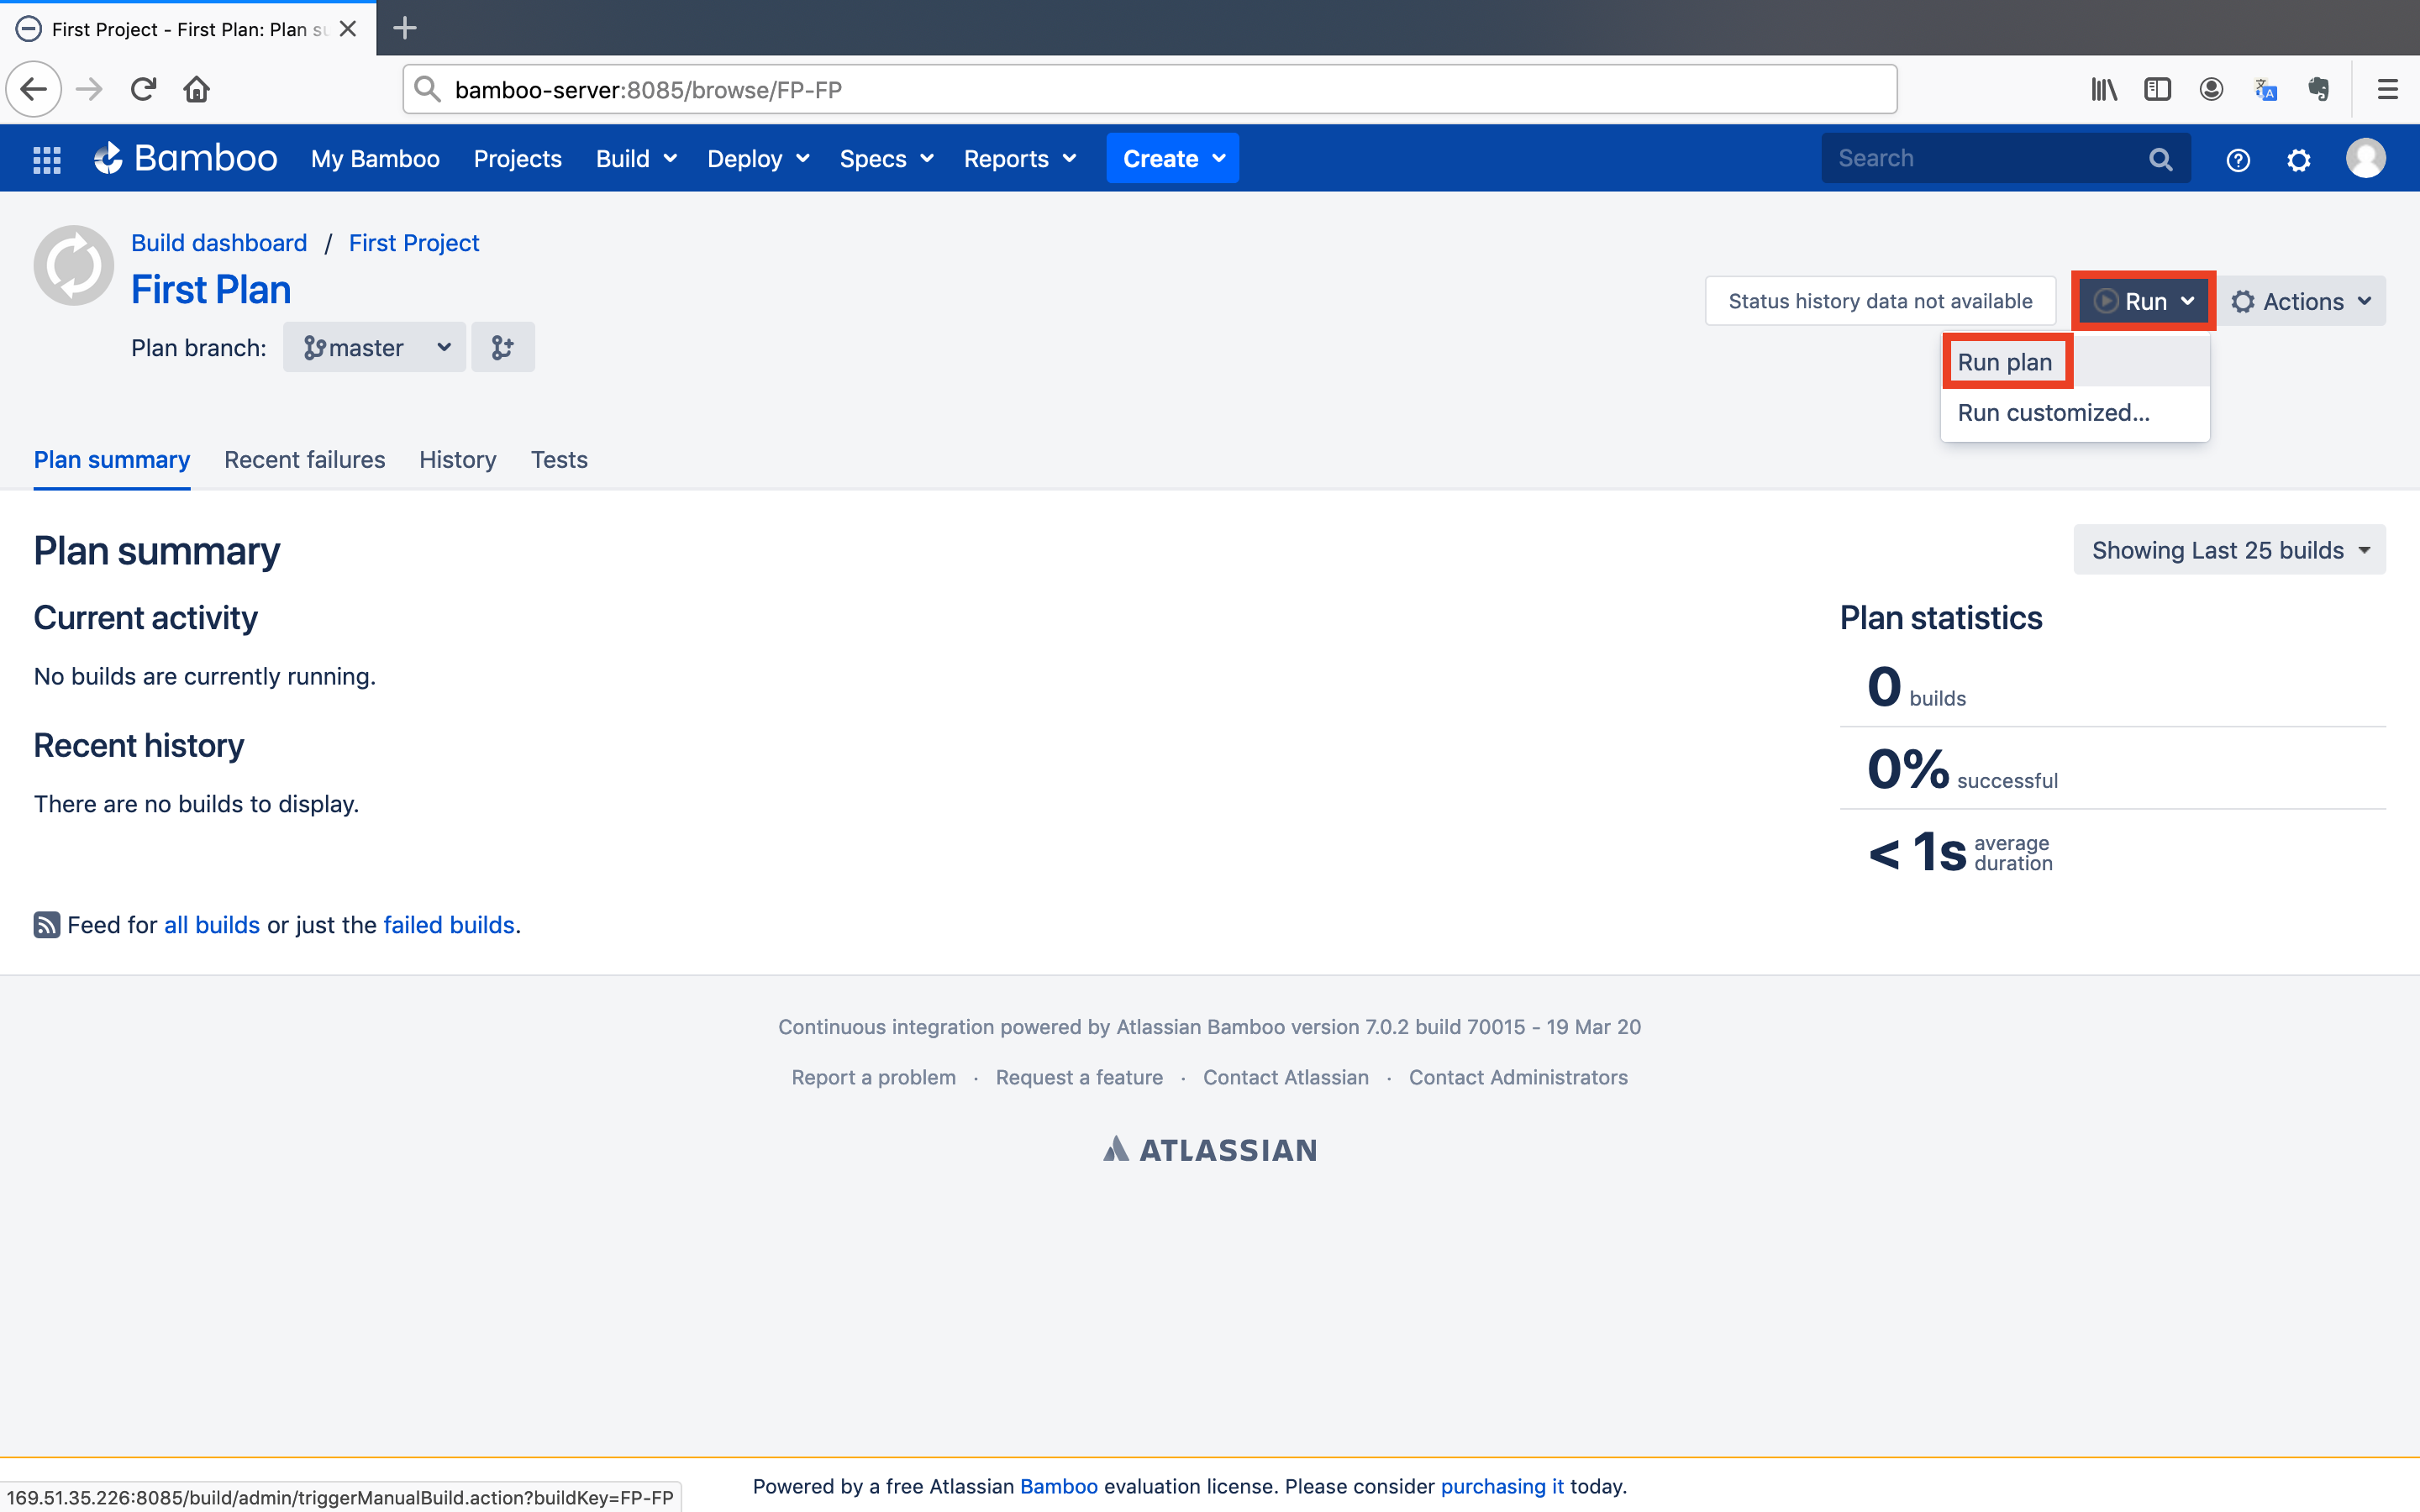 First Project - First Plan: Plan su
bamboo-server:8085/browse/FP-FP
Bamboo My Bamboo Projects Build Deploy Specs Reports Create Search
Build dashboard / First Project
First Plan
Status history data not available Run Actions
Plan branch: master
Run plan
Run customized...
Plan summary Recent failures History Tests
Plan summary
Showing Last 25 builds
Current activity
Plan statistics
No builds are currently running.
0 builds
Recent history
0% successful
There are no builds to display.
< 1s average
duration
Feed for all builds or just the failed builds.
Continuous integration powered by Atlassian Bamboo version 7.0.2 build 70015 - 19 Mar 20
Report a problem · Request a feature · Contact Atlassian · Contact Administrators
ATLASSIAN
Powered by a free Atlassian Bamboo evaluation license. Please consider purchasing it today.
169.51.35.226:8085/build/admin/triggerManualBuild.action?buildKey=FP-FP